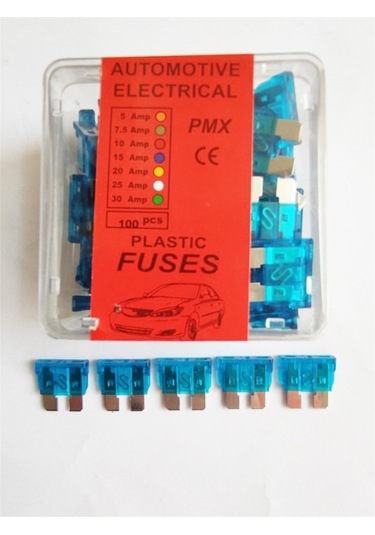 AUTOMOTIVE
ELECTRICAL
5 Amp
7.5 Amp
10 Amp
15 Amp
20 Amp
25 Amp
30 Amp
PMX
CE
100 pcs
PLASTIC
FUSES